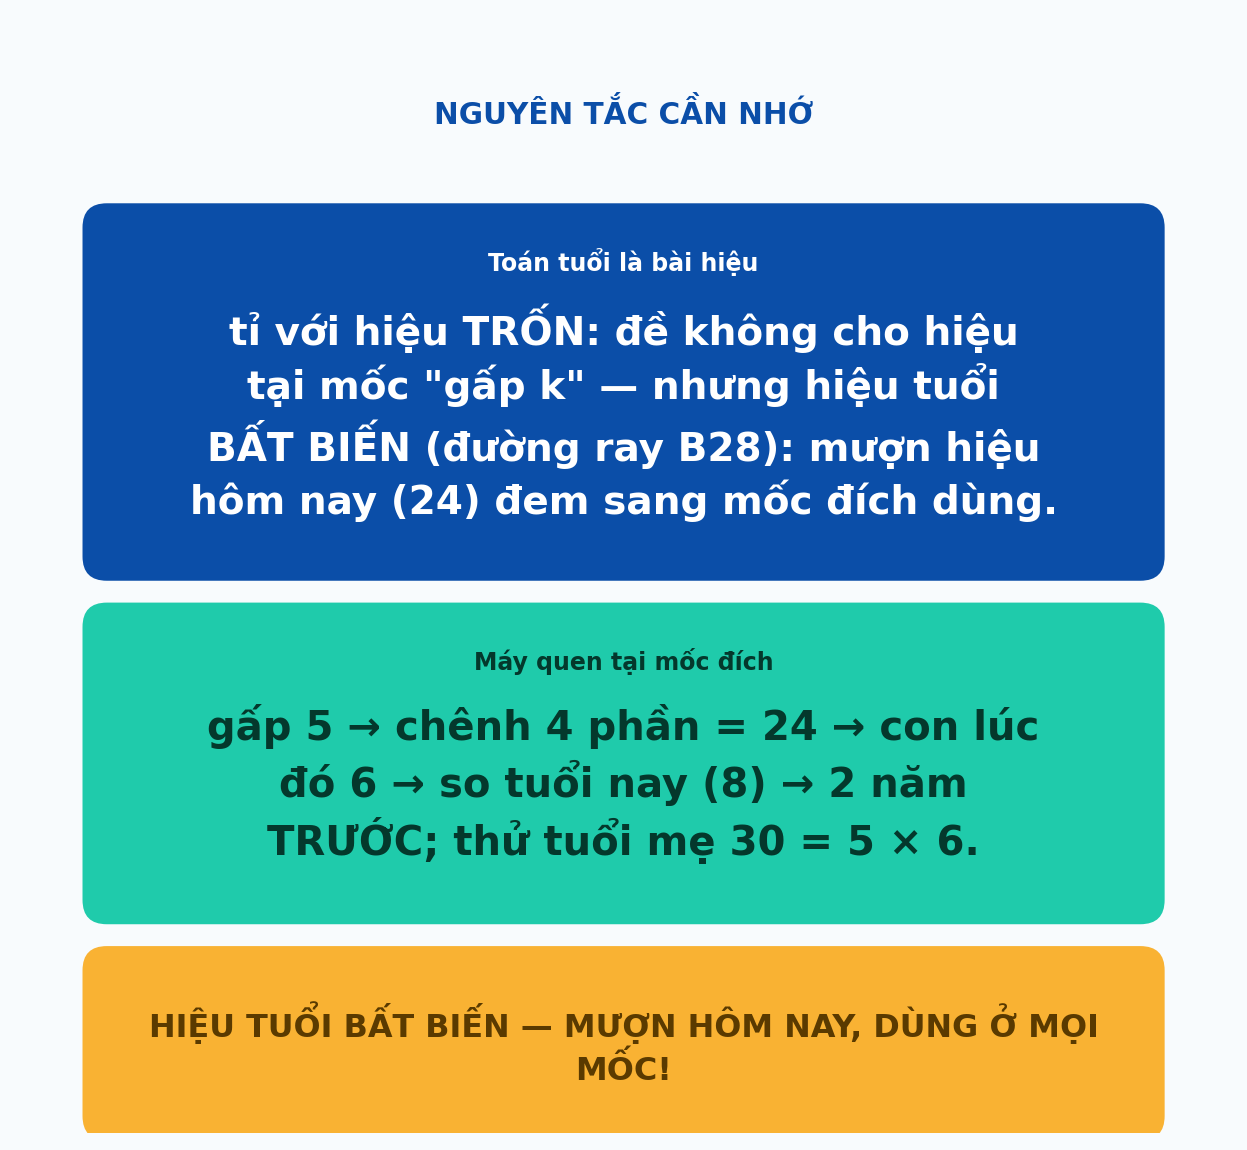 NGUYÊN TẮC CẦN NHỚ
Toán tuổi là bài hiệu
tỉ với hiệu TRỐN: đề không cho hiệu
tại mốc "gấp k" — nhưng hiệu tuổi
BẤT BIẾN (đường ray B28): mượn hiệu
hôm nay (24) đem sang mốc đích dùng.
Máy quen tại mốc đích
gấp 5 → chênh 4 phần = 24 → con lúc
đó 6 → so tuổi nay (8) → 2 năm
TRƯỚC; thử tuổi mẹ 30 = 5 × 6.
HIỆU TUỔI BẤT BIẾN — MƯỢN HÔM NAY, DÙNG Ở MỌI
MỐC!